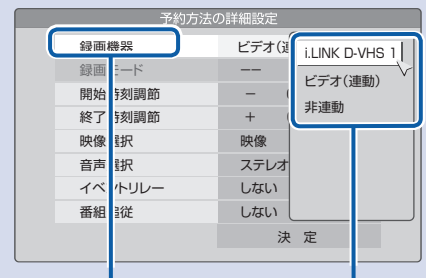 予約方法の詳細設定
録画機器 ビデオ(連
録画モード ––
開始時刻調節 –
終了時刻調節 +
映像選択 映像
音声選択 ステレオ
イベントリレー しない
番組追従 しない
決 定
i.LINK D-VHS 1
ビデオ(連動)
非連動